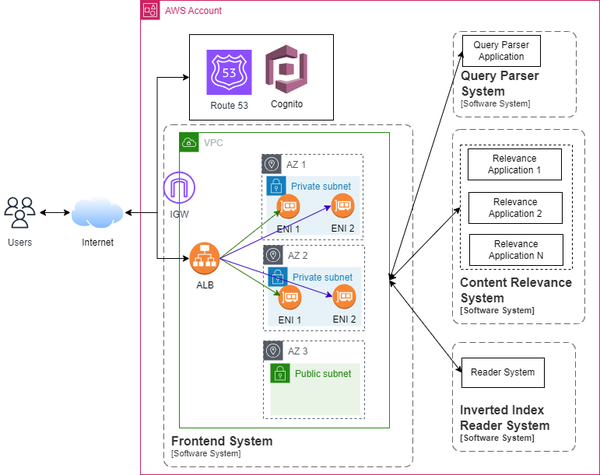 AWS Account
Route 53
Cognito
Query Parser
Application
Query Parser
System
[Software System]
VPC
AZ 1
Private subnet
ENI 1
ENI 2
IGW
Users
Internet
ALB
AZ 2
Private subnet
ENI 1
ENI 2
AZ 3
Public subnet
Frontend System
[Software System]
Relevance
Application 1
Relevance
Application 2
Relevance
Application N
Content Relevance
System
[Software System]
Reader System
Inverted Index
Reader System
[Software System]
53